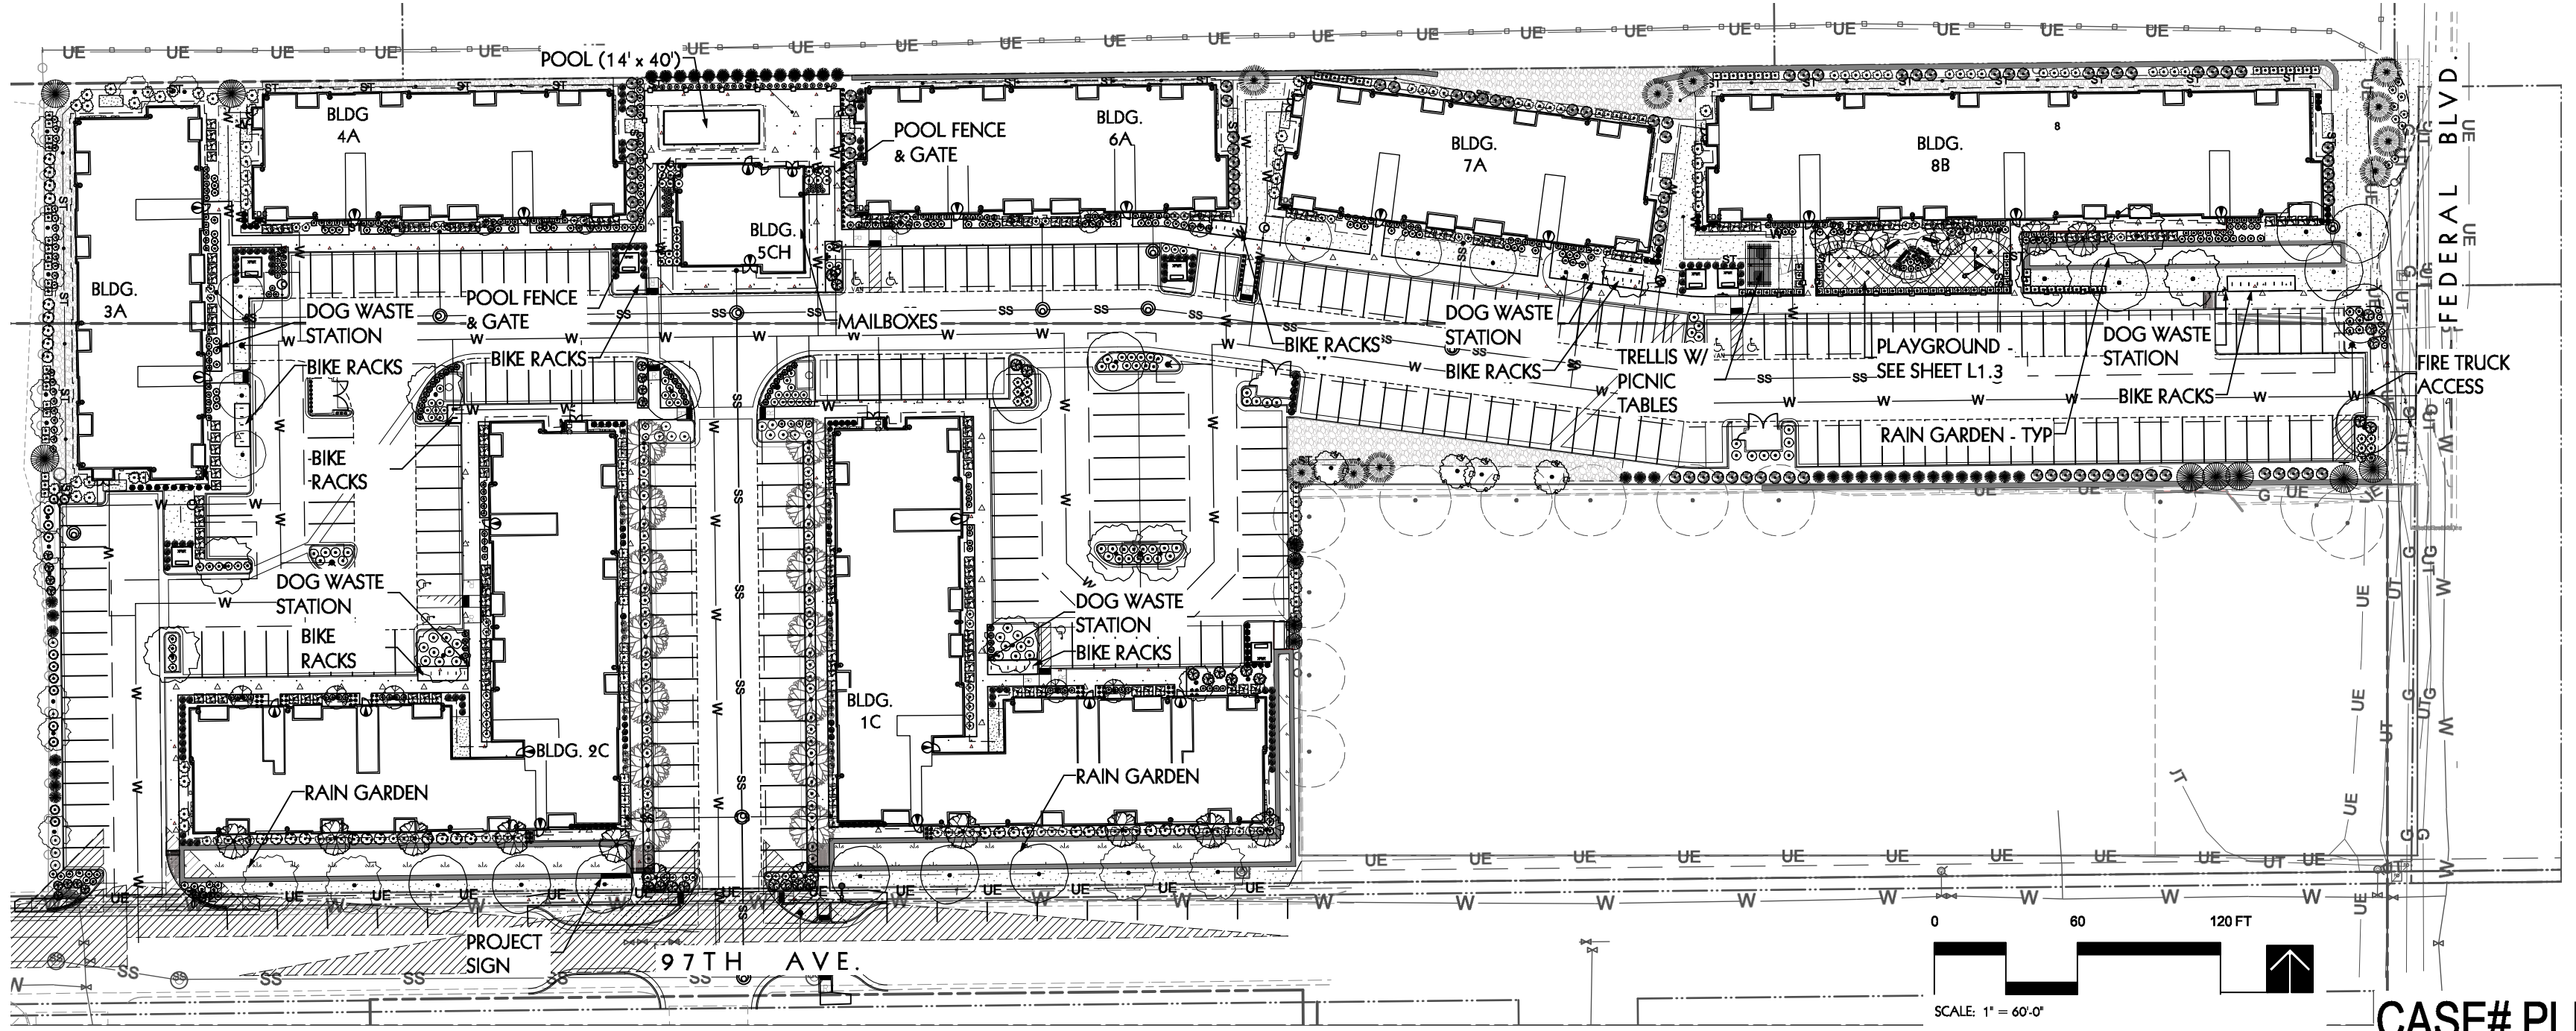 POOL (14' x 40')
BLDG
4A
POOL FENCE
& GATE
BLDG.
6A
BLDG.
7A
BLDG.
8B
8
FEDERAL BLVD.
BLDG.
5CH
BLDG.
3A
DOG WASTE
STATION
BIKE RACKS
POOL FENCE
& GATE
BIKE RACKS
MAILBOXES
BIKE RACKS
DOG WASTE
STATION
BIKE RACKS
TRELLIS W/
PICNIC
TABLES
PLAYGROUND -
SEE SHEET L1.3
DOG WASTE
STATION
BIKE RACKS
FIRE TRUCK
ACCESS
RAIN GARDEN - TYP
BIKE
RACKS
DOG WASTE
STATION
BIKE
RACKS
DOG WASTE
STATION
BIKE RACKS
BLDG.
1C
BLDG. 2C
RAIN GARDEN
RAIN GARDEN
PROJECT
SIGN
97TH AVE.
0 60 120 FT
SCALE: 1" = 60'-0"
CASE# PL